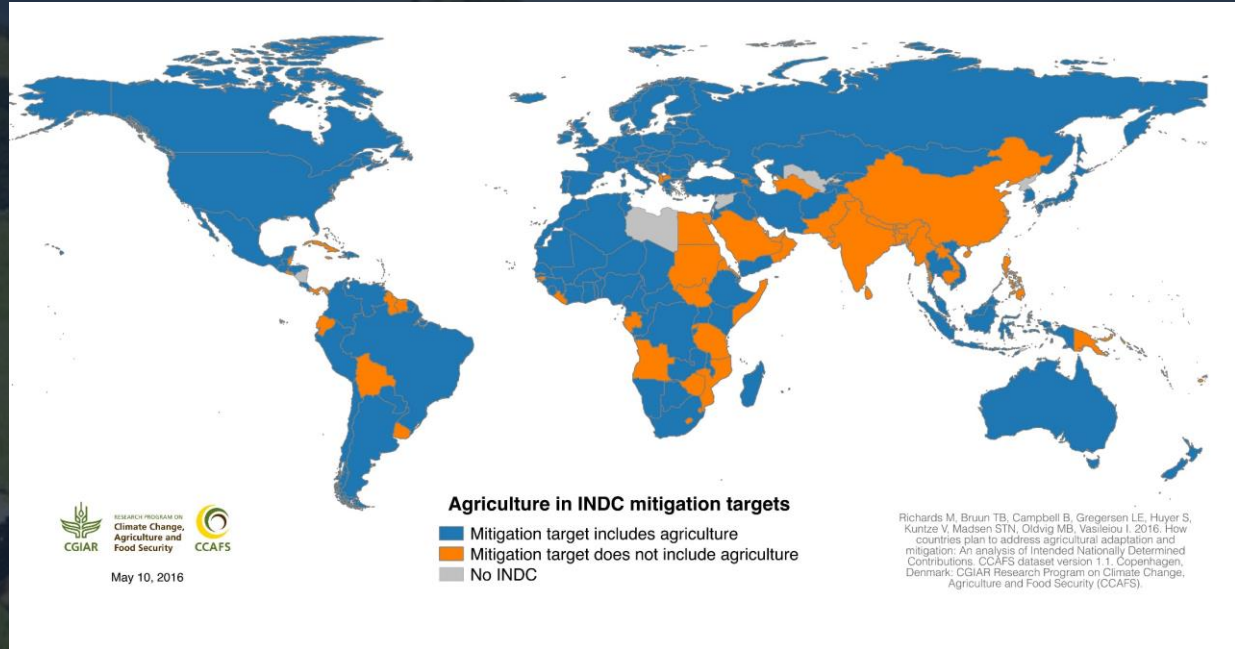 Agriculture in INDC mitigation targets
Mitigation target includes agriculture
Mitigation target does not include agriculture
No INDC
CGIAR
RESEARCH PROGRAM ON
Climate Change,
Agriculture and
Food Security
CCAFS
May 10, 2016
Richards M, Bruun TB, Campbell B, Gregersen LE, Huyer S,
Kuntze V, Madsen STN, Oldvig MB, Vasileiou I. 2016. How
countries plan to address agricultural adaptation and
mitigation: An analysis of Intended Nationally Determined
Contributions. CCAFS dataset version 1.1. Copenhagen,
Denmark: CGIAR Research Program on Climate Change,
Agriculture and Food Security (CCAFS).